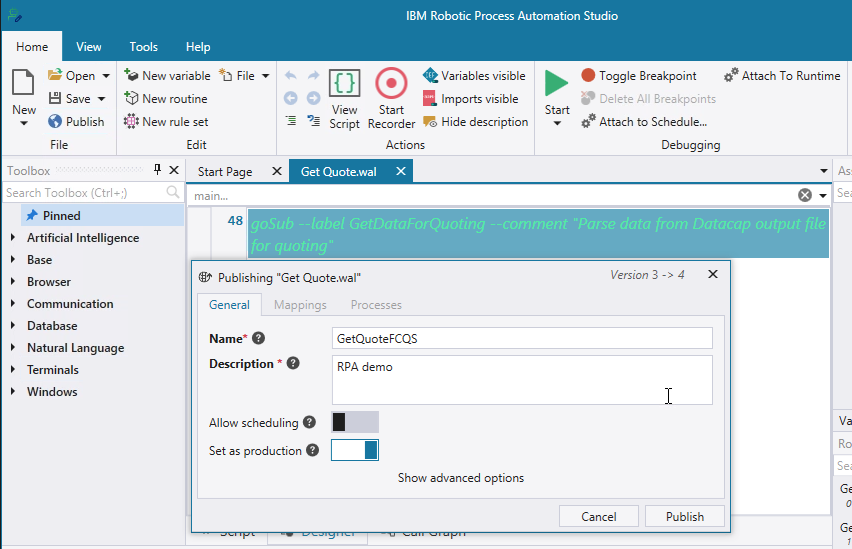 IBM Robotic Process Automation Studio
Home View Tools Help
New
Open
Save
Publish
File
New variable
File
New routine
New rule set
Edit
View Script
Start Recorder
Variables visible
Imports visible
Hide description
Actions
Start
Toggle Breakpoint
Delete All Breakpoints
Attach to Schedule...
Attach To Runtime
Debugging
Toolbox
Search Toolbox (Ctrl+;)
Pinned
Artificial Intelligence
Base
Browser
Communication
Database
Natural Language
Terminals
Windows
Start Page
Get Quote.wal
main...
48
goSub --label GetDataForQuoting --comment "Parse data from Datacap output file
for quoting"
Publishing "Get Quote.wal"
Version 3 -> 4
General Mappings Processes
Name* ?
GetQuoteFCQS
Description * ?
RPA demo
Allow scheduling ?
Set as production ?
Show advanced options
Cancel Publish
Script Designer Call Graph
Ass
Sea
Va
Ro
Sea
Ge
0
Ge
1